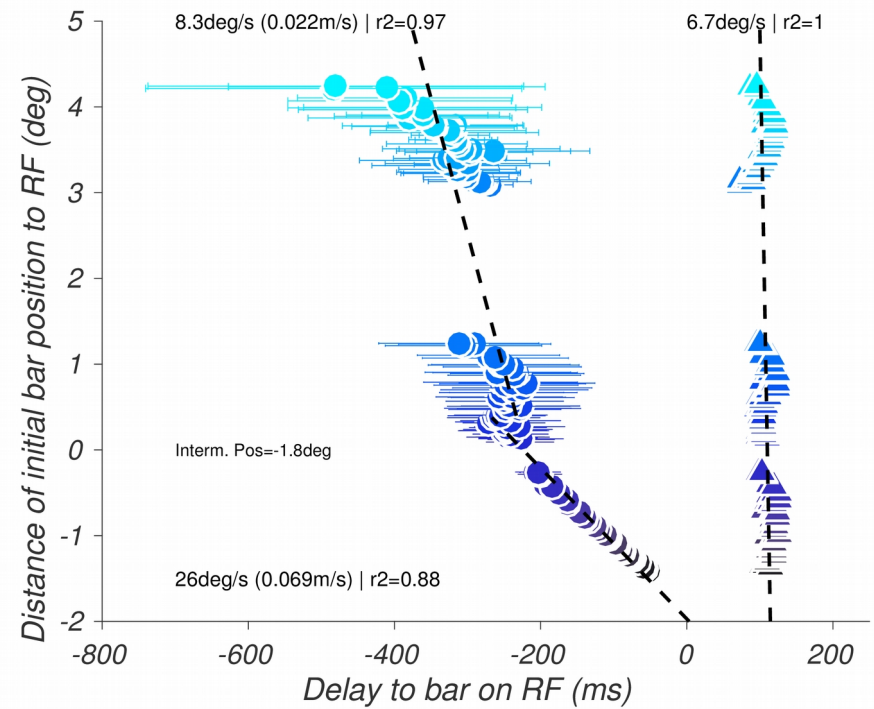 8.3deg/s (0.022m/s) | r2=0.97
6.7deg/s | r2=1
5
4
3
2
1
0
-1
-2
Distance of initial bar position to RF (deg)
Interm. Pos=-1.8deg
26deg/s (0.069m/s) | r2=0.88
-800 -600 -400 -200 0 200
Delay to bar on RF (ms)